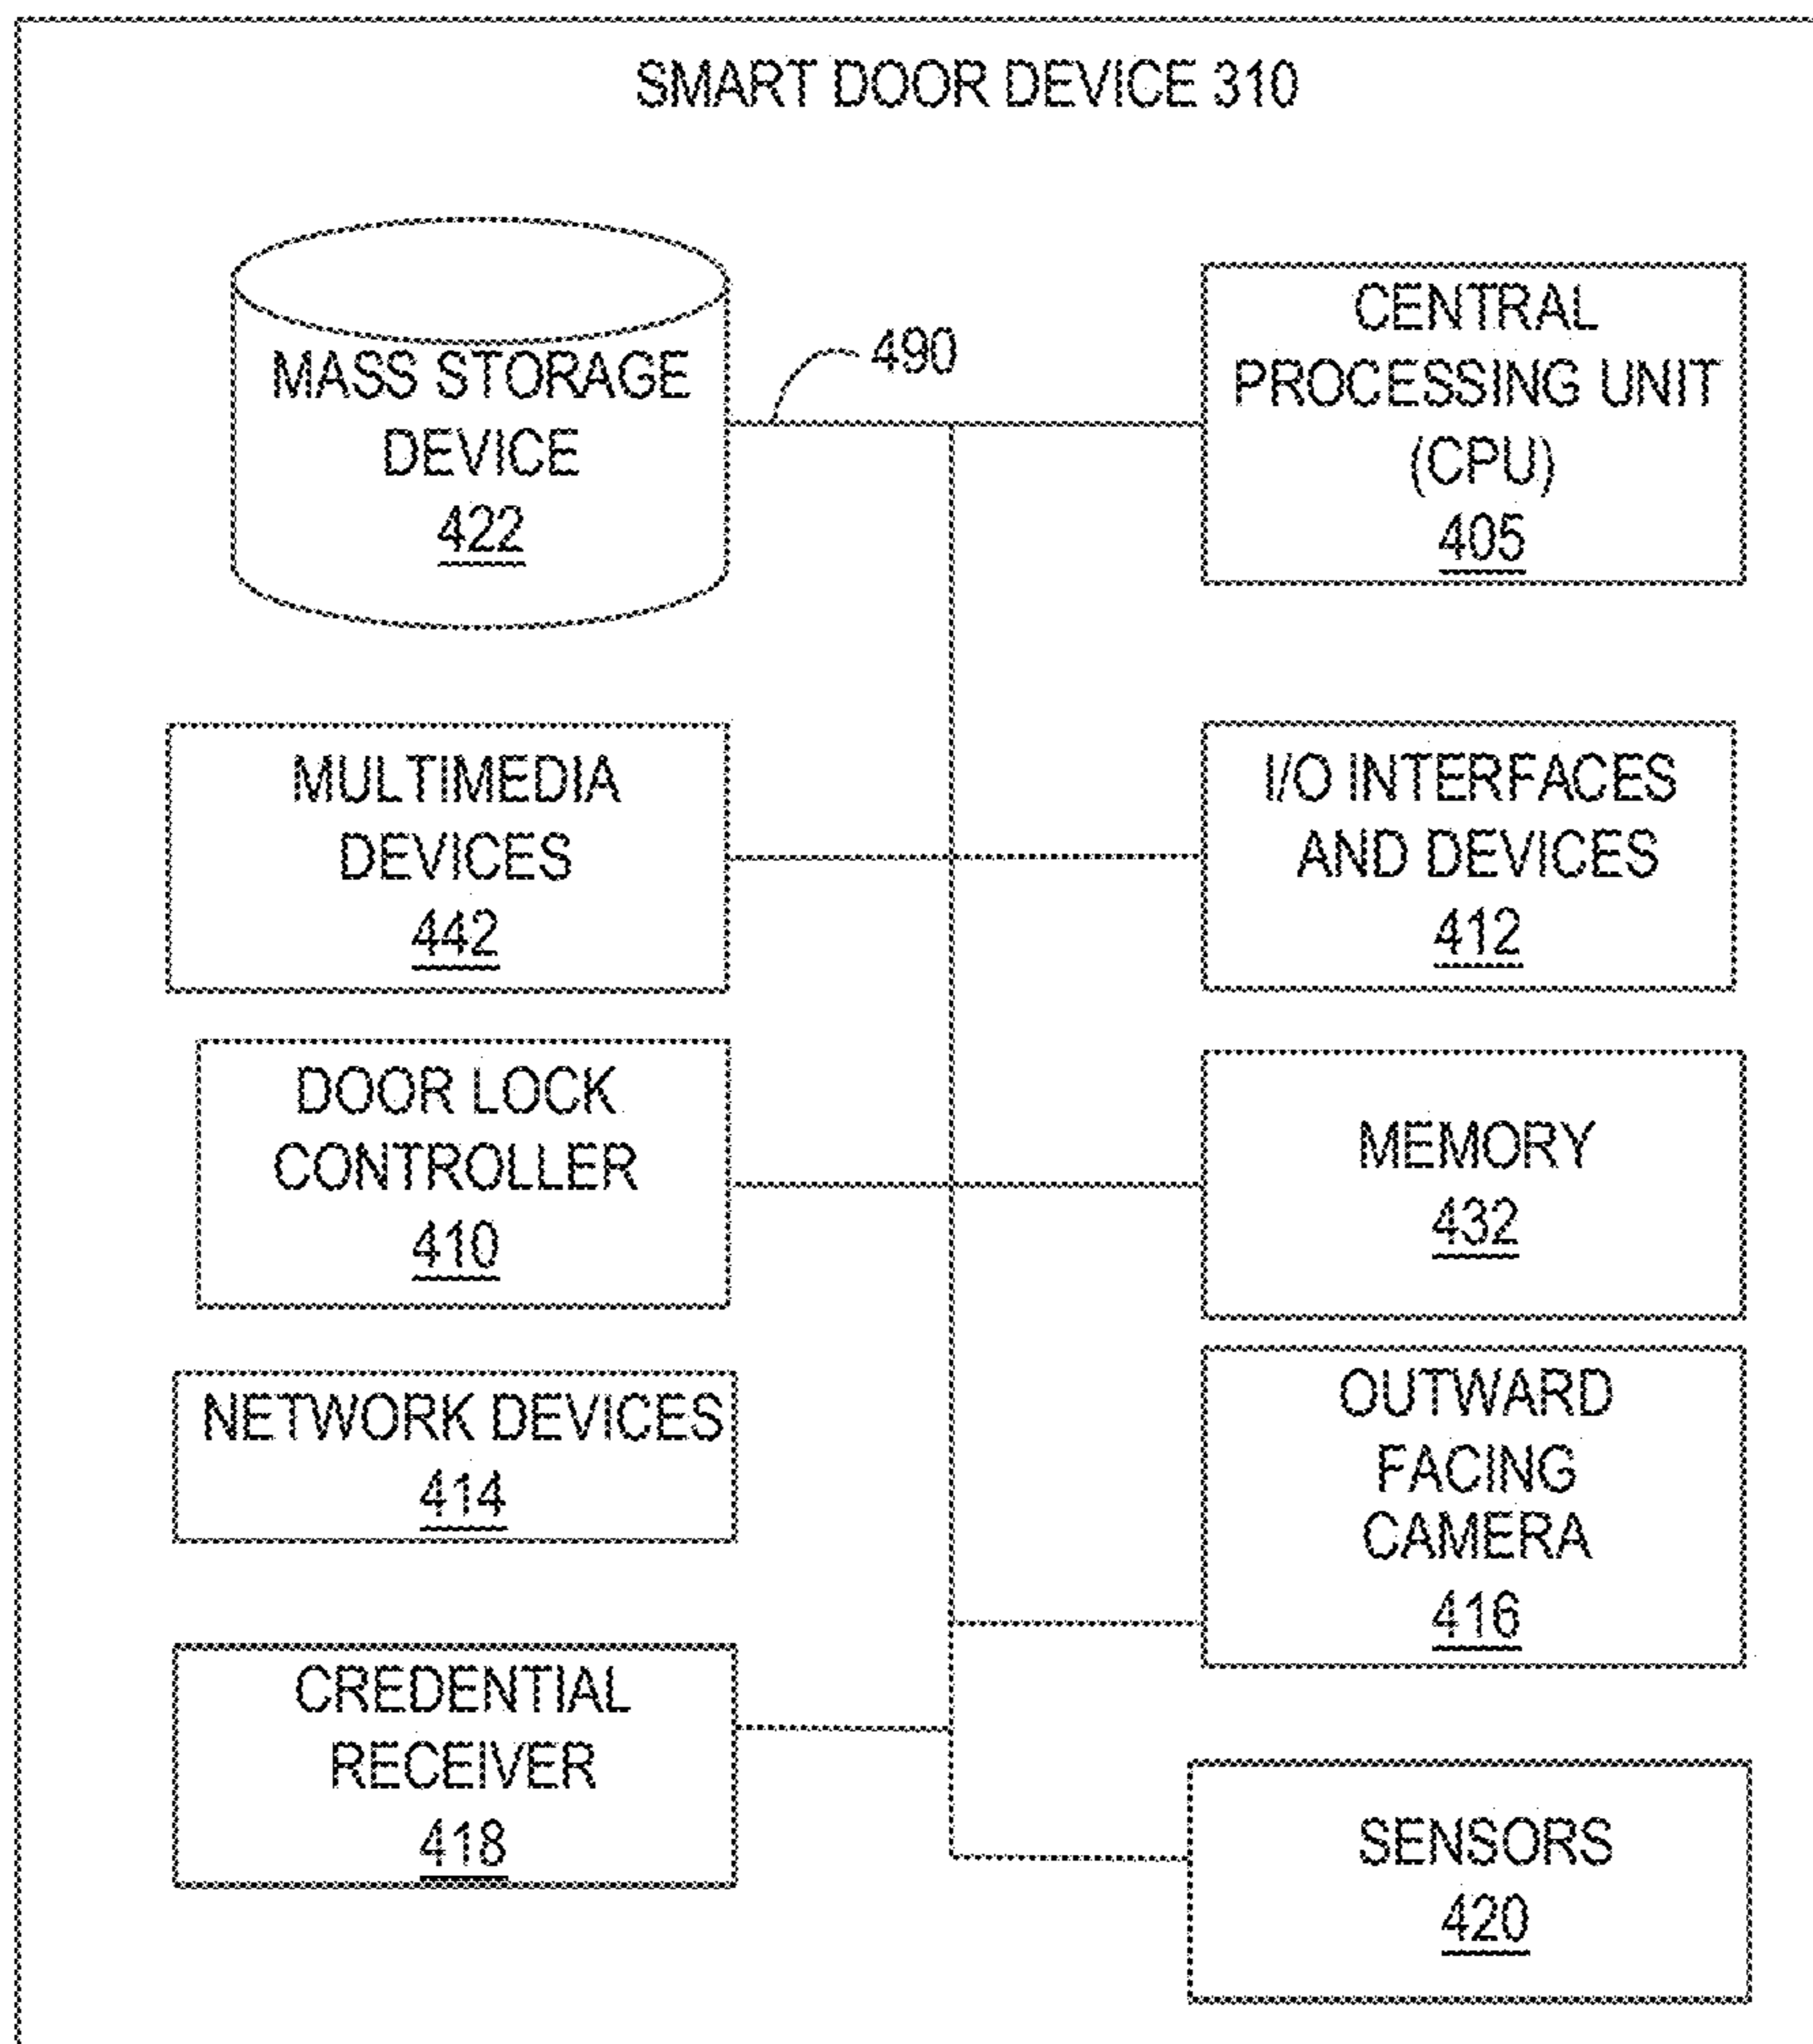 SMART DOOR DEVICE 310
MASS STORAGE
DEVICE
422
490
CENTRAL
PROCESSING UNIT
(CPU)
405
MULTIMEDIA
DEVICES
442
I/O INTERFACES
AND DEVICES
412
DOOR LOCK
CONTROLLER
410
MEMORY
432
NETWORK DEVICES
414
OUTWARD
FACING
CAMERA
416
CREDENTIAL
RECEIVER
418
SENSORS
420